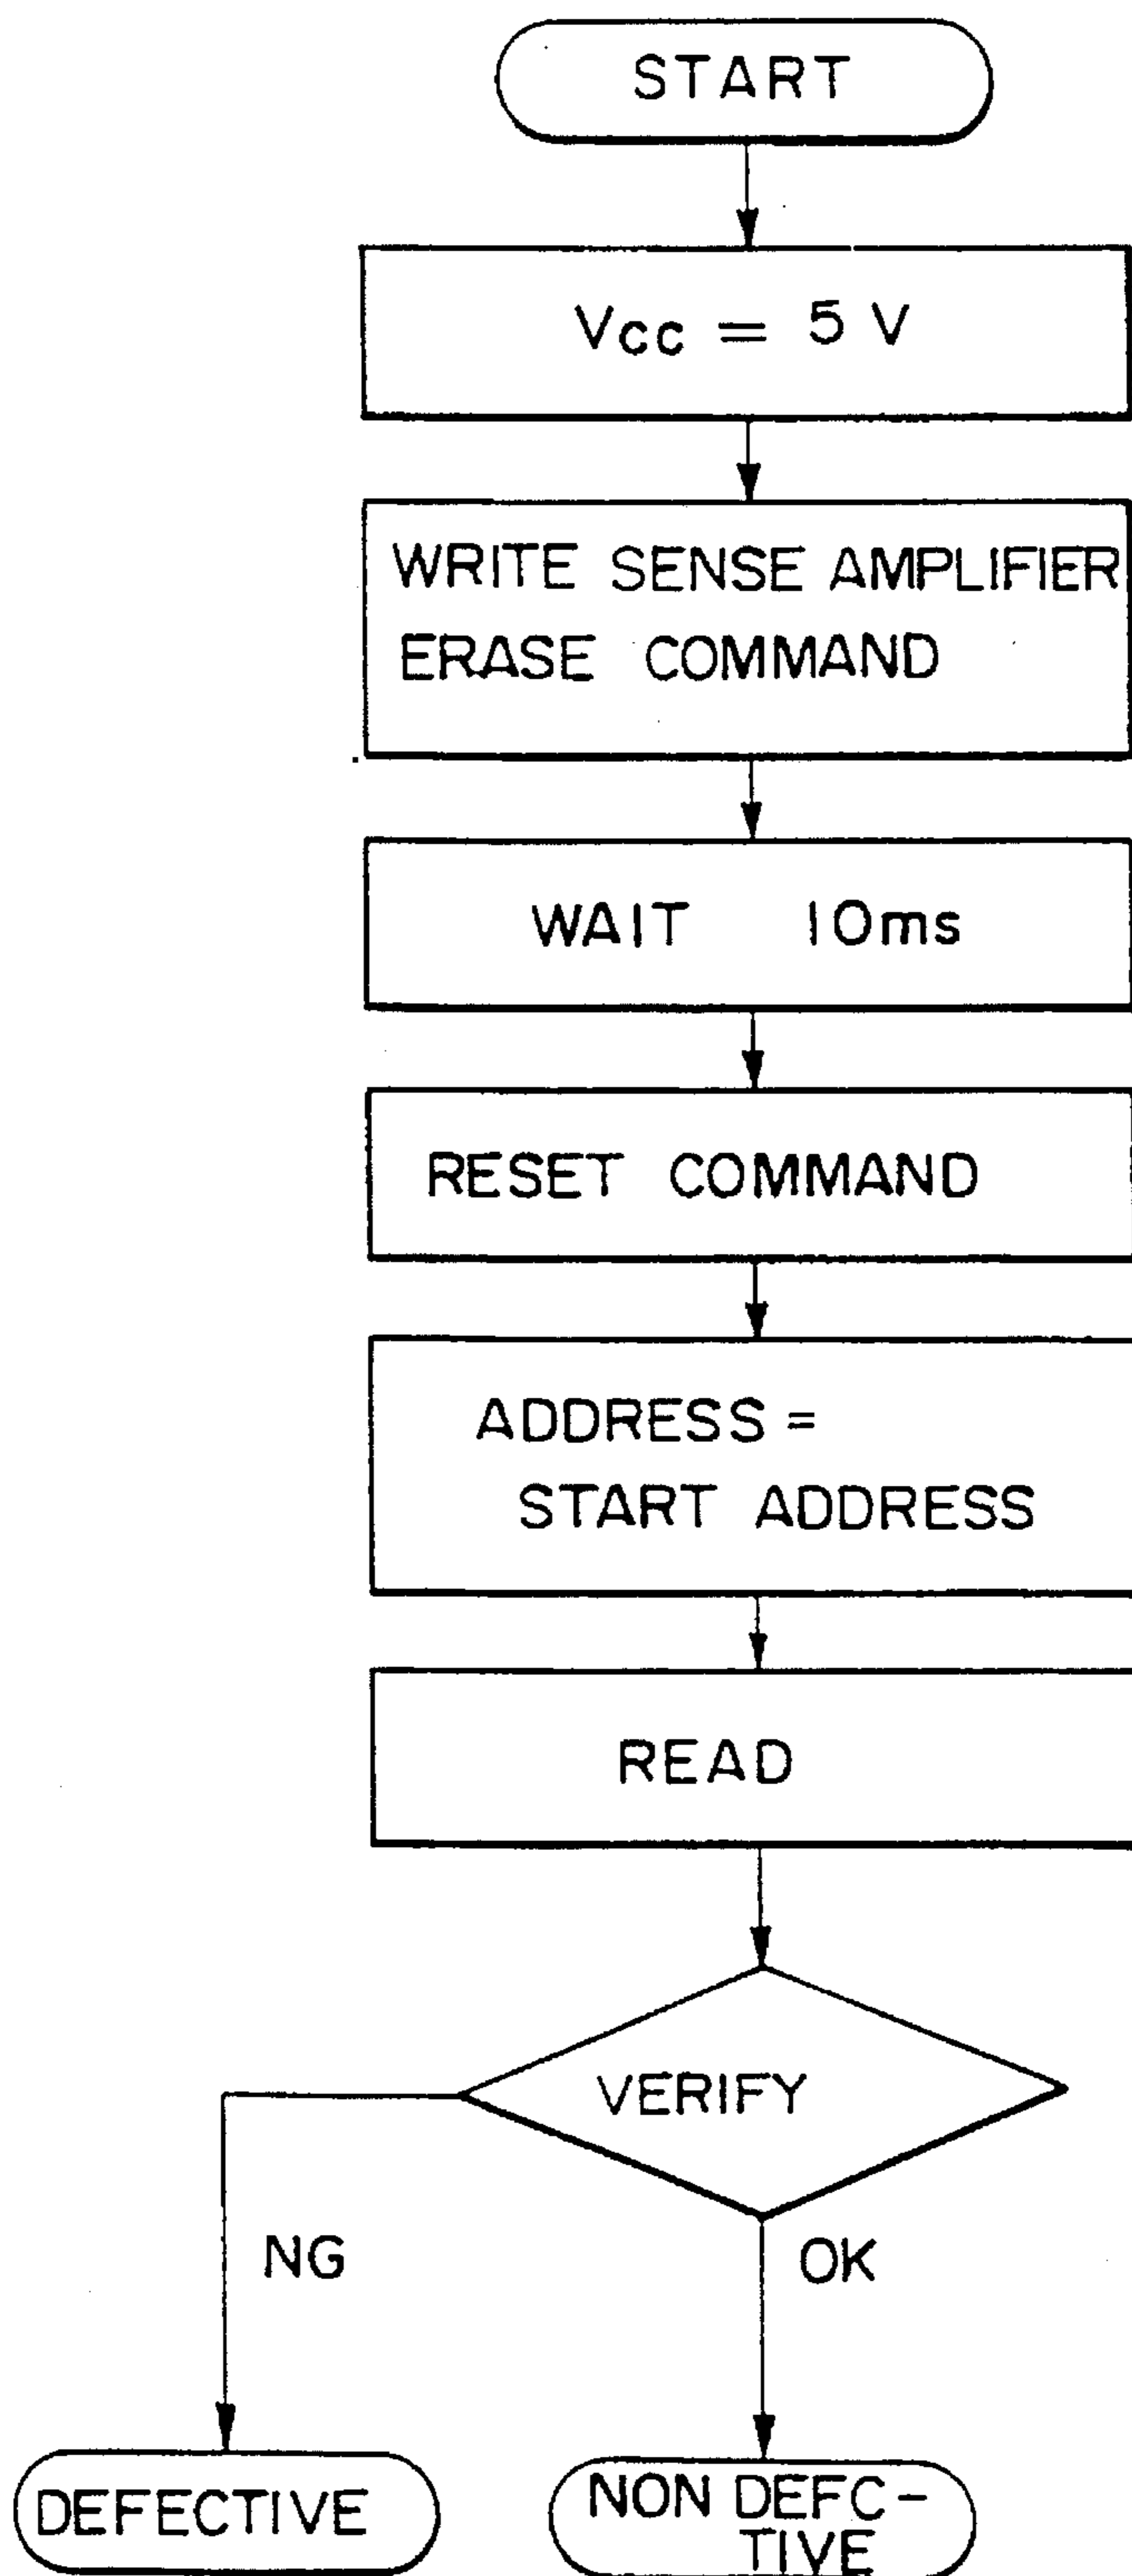 START
Vcc = 5 V
WRITE SENSE AMPLIFIER
ERASE COMMAND
WAIT 10ms
RESET COMMAND
ADDRESS =
START ADDRESS
READ
VERIFY
NG
OK
DEFECTIVE
NON DEFC-
TIVE